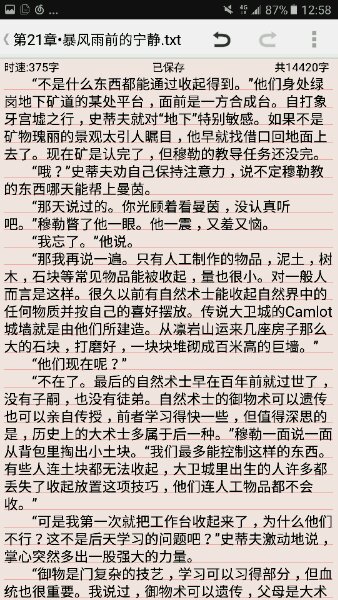 4G 87% 12:58
第21章•暴风雨前的宁静.txt
时速:375字 已保存 共14420字
“不是什么东西都能通过收起得到。”他们身处绿
岗地下矿道的某处平台，面前是一方合成台。自打象
牙宫墟之行，史蒂夫就对“地下”特别敏感。如果不是
矿物瑰丽的景观太引人瞩目，他早就找借口回地面上
去了。现在矿是认完了，但穆勒的教导任务还没完。
“哦？”史蒂夫劝自己保持注意力，说不定穆勒教
的东西哪天能帮上曼茵。
“那天说过的。你光顾着看曼茵，没认真听
吧。”穆勒瞥了他一眼。他一震，又羞又恼。
“我忘了。”他说。
“那我再说一遍。只有人工制作的物品，泥土，树
木，石块等常见物品能被收起，量也很小。对一般人
而言是这样。很久以前有自然术士能收起自然界中的
任何物质并按自己的喜好摆放。传说大卫城的Camlot
城墙就是由他们所建造。从凛岩山运来几座房子那么
大的石块，打磨好，一块块堆砌成百米高的巨墙。”
“他们现在呢？”
“不在了。最后的自然术士早在百年前就过世了，
没有子嗣，也没有徒弟。自然术士的御物术可以遗传
也可以亲自传授，前者学习得快一些，但值得深思的
是，历史上的大术士多属于后一种。”穆勒一面说一面
从背包里掏出小土块。“我们最多能控制这样的东西。
有些人连土块都无法收起，大卫城里出生的人许多都
丢失了收起放置这项技巧，他们连人工物品都不会
收。”
“可是我第一次就把工作台收起来了，为什么他们
不行？这不是后天学习的问题吧？”史蒂夫激动地说，
掌心突然多出一股强大的力量。
“御物是门复杂的技艺，学习可以习得部分，但血
统也很重要。我说过，御物术可以遗传，父母是大术